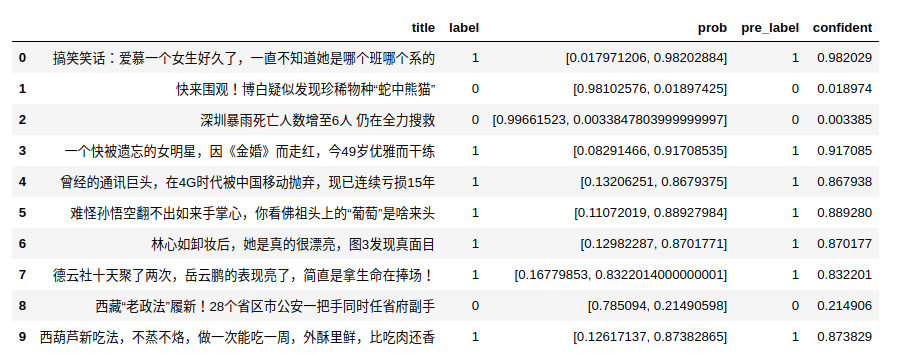 title label prob pre_label confident
0 搞笑笑话：爱慕一个女生好久了，一直不知道她是哪个班哪个系的 1 [0.017971206, 0.98202884] 1 0.982029
1 快来围观！博白疑似发现珍稀物种“蛇中熊猫” 0 [0.98102576, 0.01897425] 0 0.018974
2 深圳暴雨死亡人数增至6人 仍在全力搜救 0 [0.99661523, 0.0033847803999999997] 0 0.003385
3 一个快被遗忘的女明星，因《金婚》而走红，今49岁优雅而干练 1 [0.08291466, 0.91708535] 1 0.917085
4 曾经的通讯巨头，在4G时代被中国移动抛弃，现已连续亏损15年 1 [0.13206251, 0.8679375] 1 0.867938
5 难怪孙悟空翻不出如来手掌心，你看佛祖头上的“葡萄”是啥来头 1 [0.11072019, 0.88927984] 1 0.889280
6 林心如卸妆后，她是真的很漂亮，图3发现真面目 1 [0.12982287, 0.8701771] 1 0.870177
7 德云社十天聚了两次，岳云鹏的表现亮了，简直是拿生命在捧场！ 1 [0.16779853, 0.8322014000000001] 1 0.832201
8 西藏“老政法”履新！28个省区市公安一把手同时任省府副手 0 [0.785094, 0.21490598] 0 0.214906
9 西葫芦新吃法，不蒸不烙，做一次能吃一周，外酥里鲜，比吃肉还香 1 [0.12617137, 0.87382865] 1 0.873829